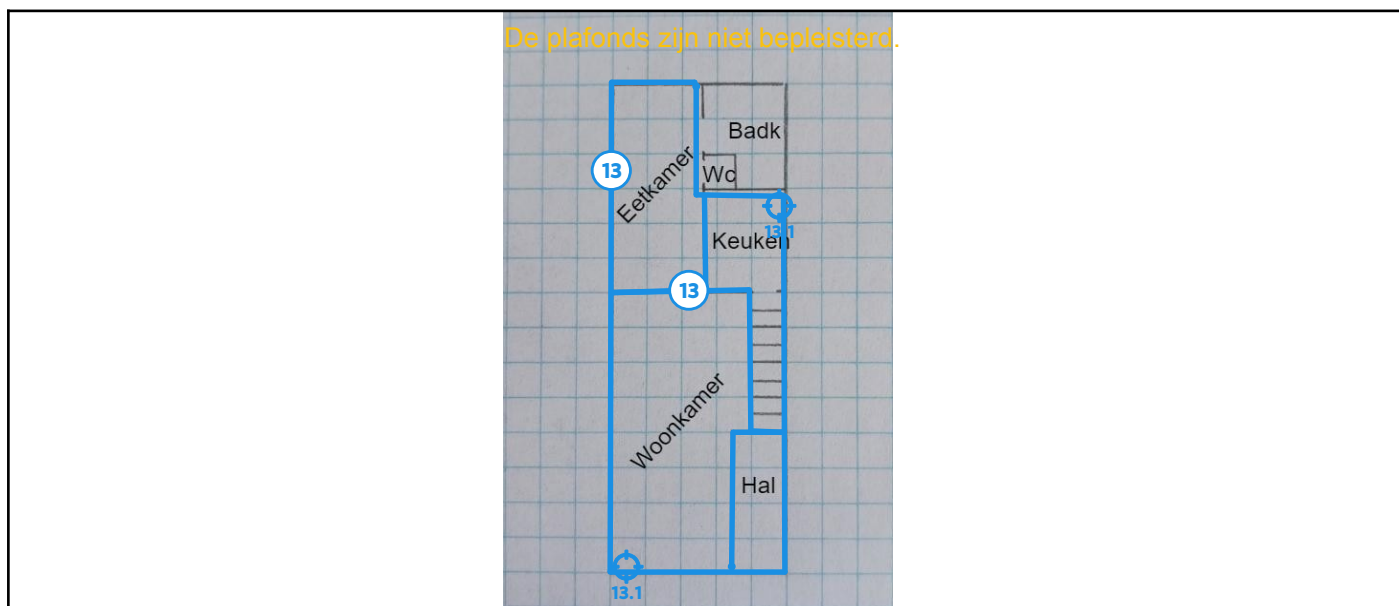 De plafonds zijn niet bepleisterd.
Badk
13
Eetkamer
Wc
13.1
Keuken
13
Woonkamer
Hal
13.1